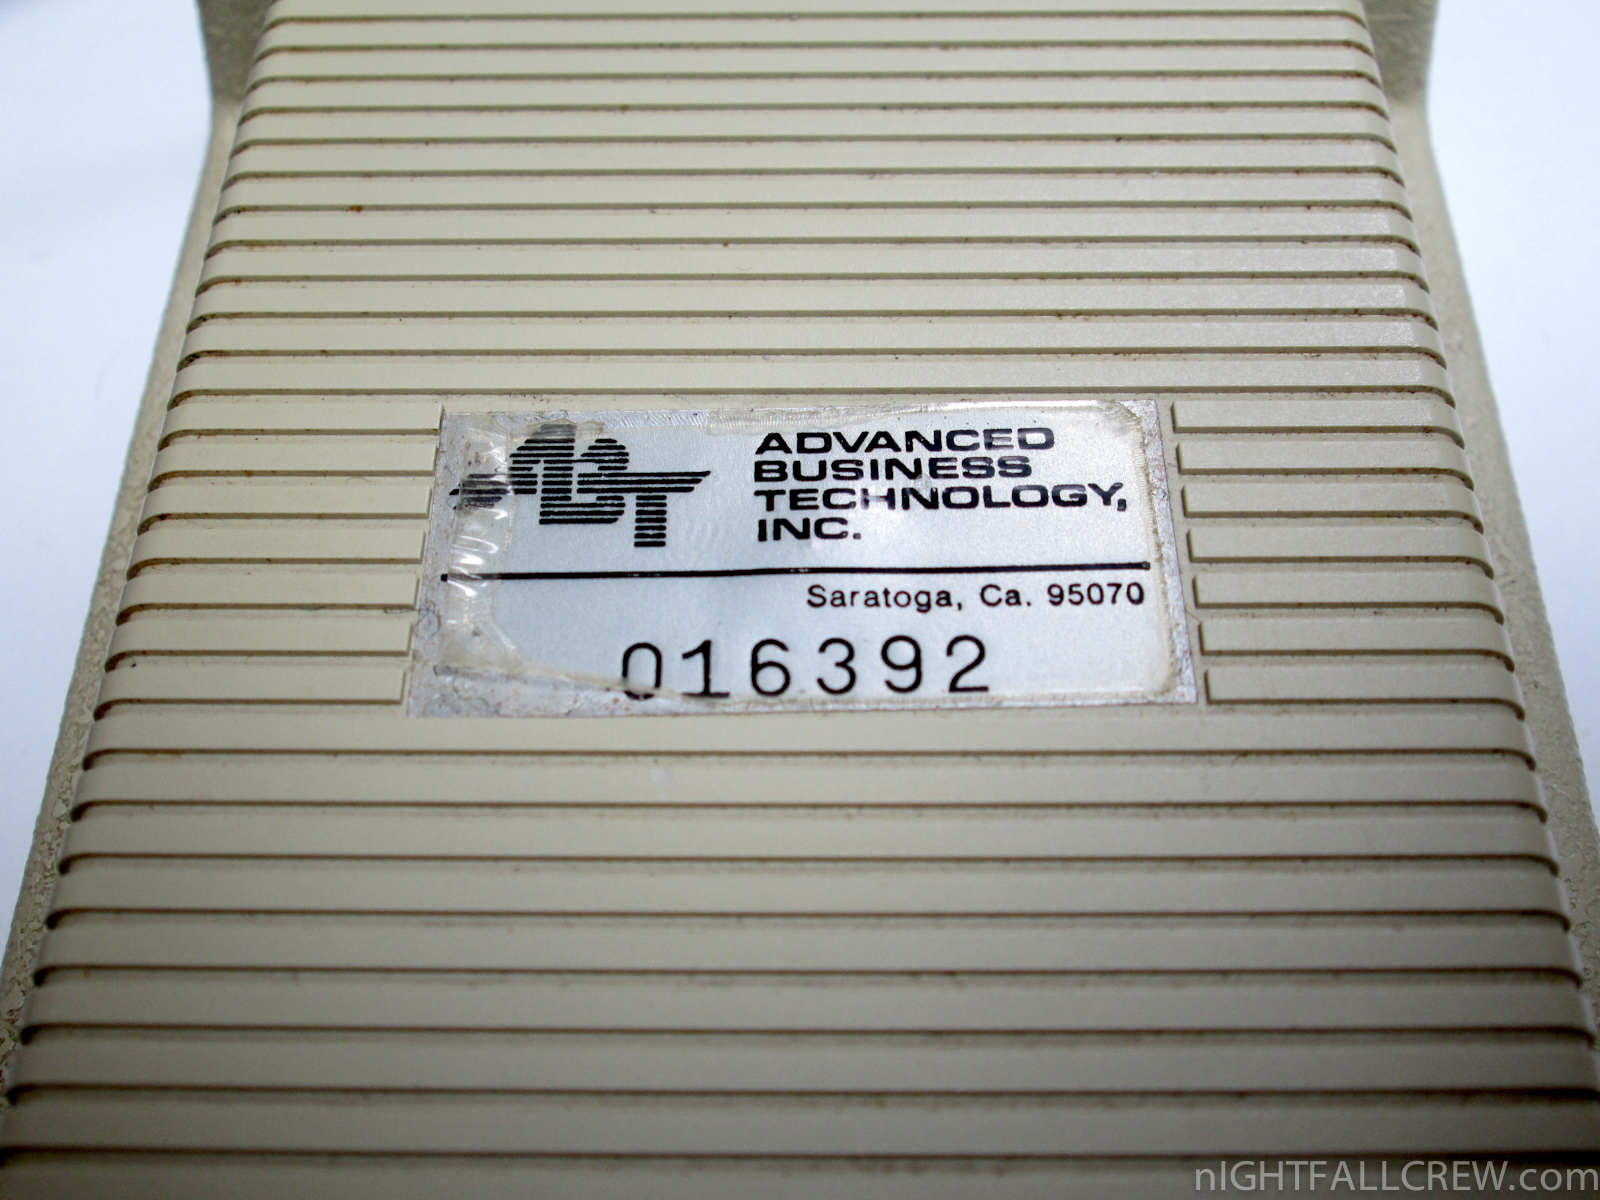 ABT
ADVANCED
BUSINESS
TECHNOLOGY,
INC.
Saratoga, Ca. 95070
016392
nIGHTFALLCREW.com